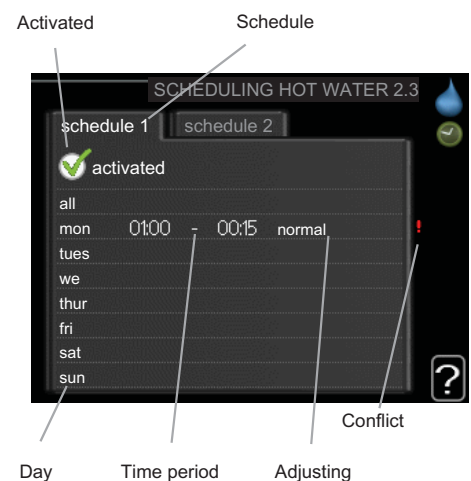 Activated Schedule
SCHEDULING HOT WATER 2.3
schedule 1 schedule 2
activated
all
mon 01:00 - 00:15 normal !
tues
we
thur
fri
sat
sun
?
Conflict
Day Time period Adjusting